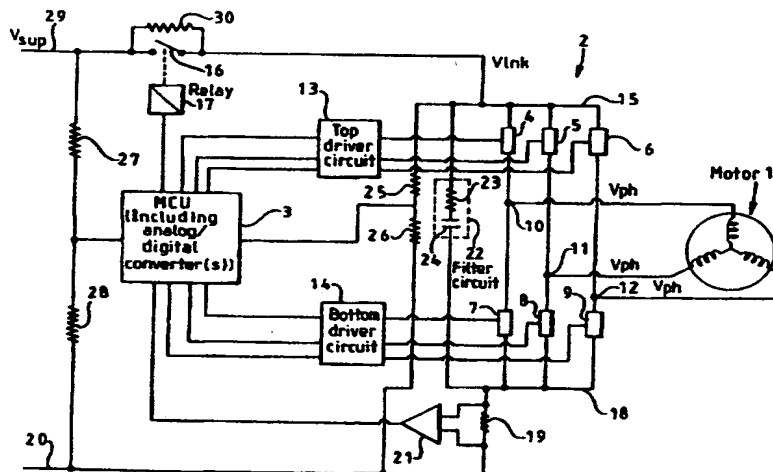 29
30
2
Vsup
Vlnk
16
17
Relay
13
15
Top
driver
circuit
4
5
6
27
25
23
Motor 1
MCU
(Including
analog/
digital
converter(s))
3
Vph
10
26
24
22
Filter
circuit
11
Vph
Vph
12
28
14
Bottom
driver
circuit
7
8
9
18
20
21
19